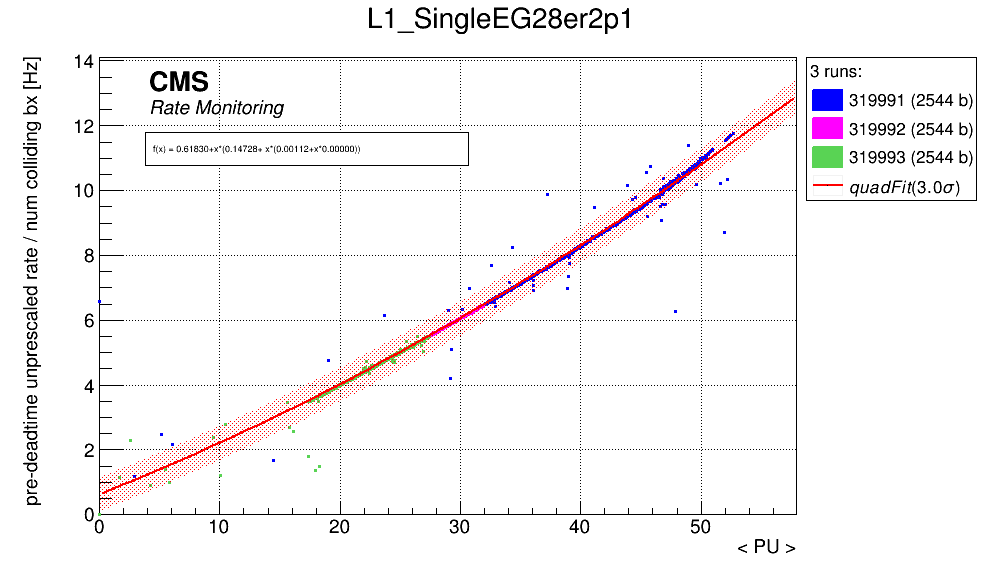 L1_SingleEG28er2p1
pre-deadtime unprescaled rate / num colliding bx [Hz]
CMS
Rate Monitoring
f(x) = 0.61830+x*(0.14728+ x*(0.00112+x*0.00000))
14
12
10
8
6
4
2
0
0 10 20 30 40 50
< PU >
3 runs:
319991 (2544 b)
319992 (2544 b)
319993 (2544 b)
quadFit(3.0σ)